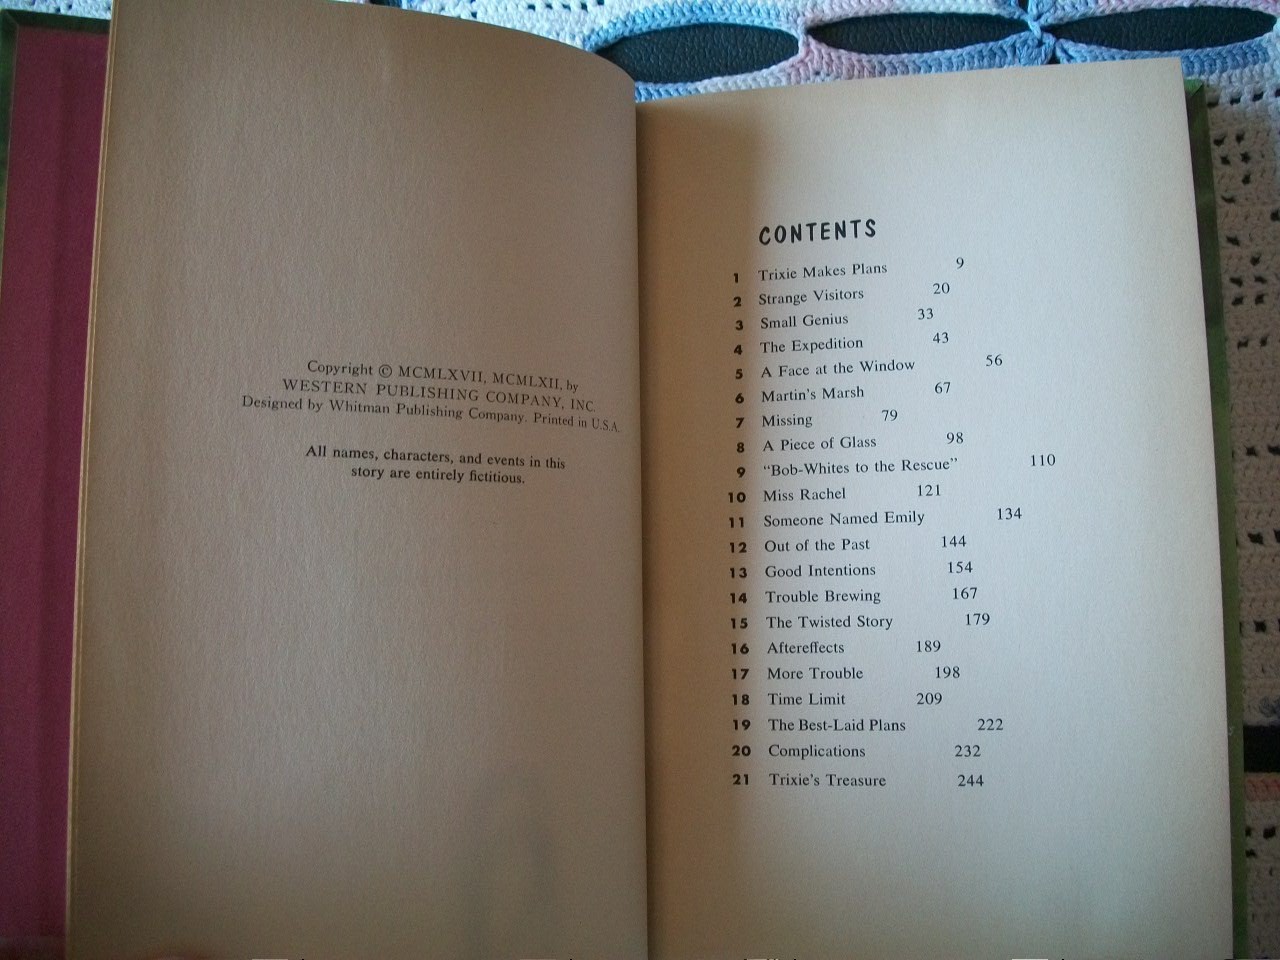 Copyright © MCMLXVII, MCMLXII, by
WESTERN PUBLISHING COMPANY, INC.
Designed by Whitman Publishing Company. Printed in U.S.A.
All names, characters, and events in this
story are entirely fictitious.
CONTENTS
1 Trixie Makes Plans 9
2 Strange Visitors 20
3 Small Genius 33
4 The Expedition 43
5 A Face at the Window 56
6 Martin's Marsh 67
7 Missing 79
8 A Piece of Glass 98
9 "Bob-Whites to the Rescue" 110
10 Miss Rachel 121
11 Someone Named Emily 134
12 Out of the Past 144
13 Good Intentions 154
14 Trouble Brewing 167
15 The Twisted Story 179
16 Aftereffects 189
17 More Trouble 198
18 Time Limit 209
19 The Best-Laid Plans 222
20 Complications 232
21 Trixie's Treasure 244